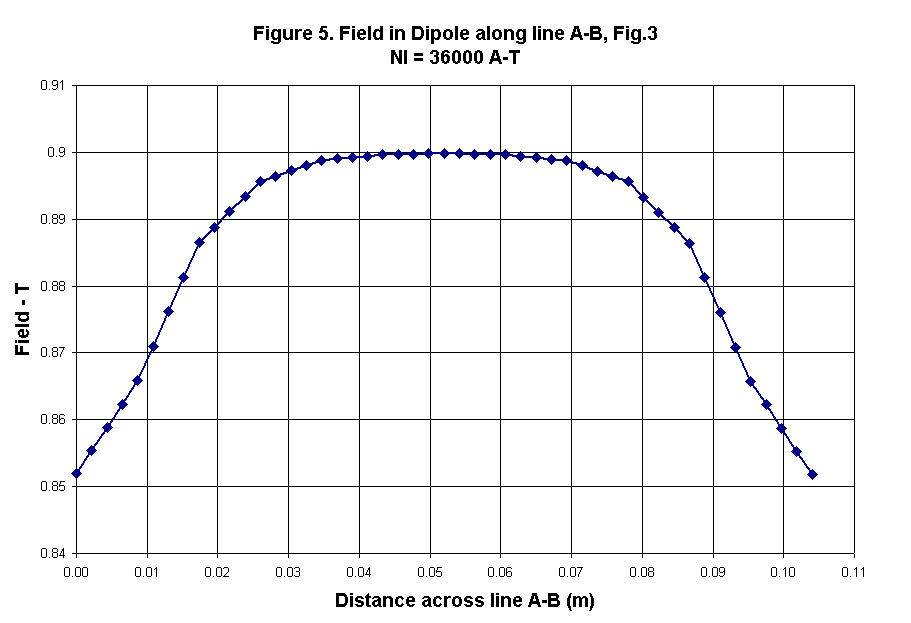 Figure 5. Field in Dipole along line A-B, Fig.3
NI = 36000 A-T
0.91
0.9
0.89
0.88
0.87
0.86
0.85
0.84
Field - T
0.00 0.01 0.02 0.03 0.04 0.05 0.06 0.07 0.08 0.09 0.10 0.11
Distance across line A-B (m)